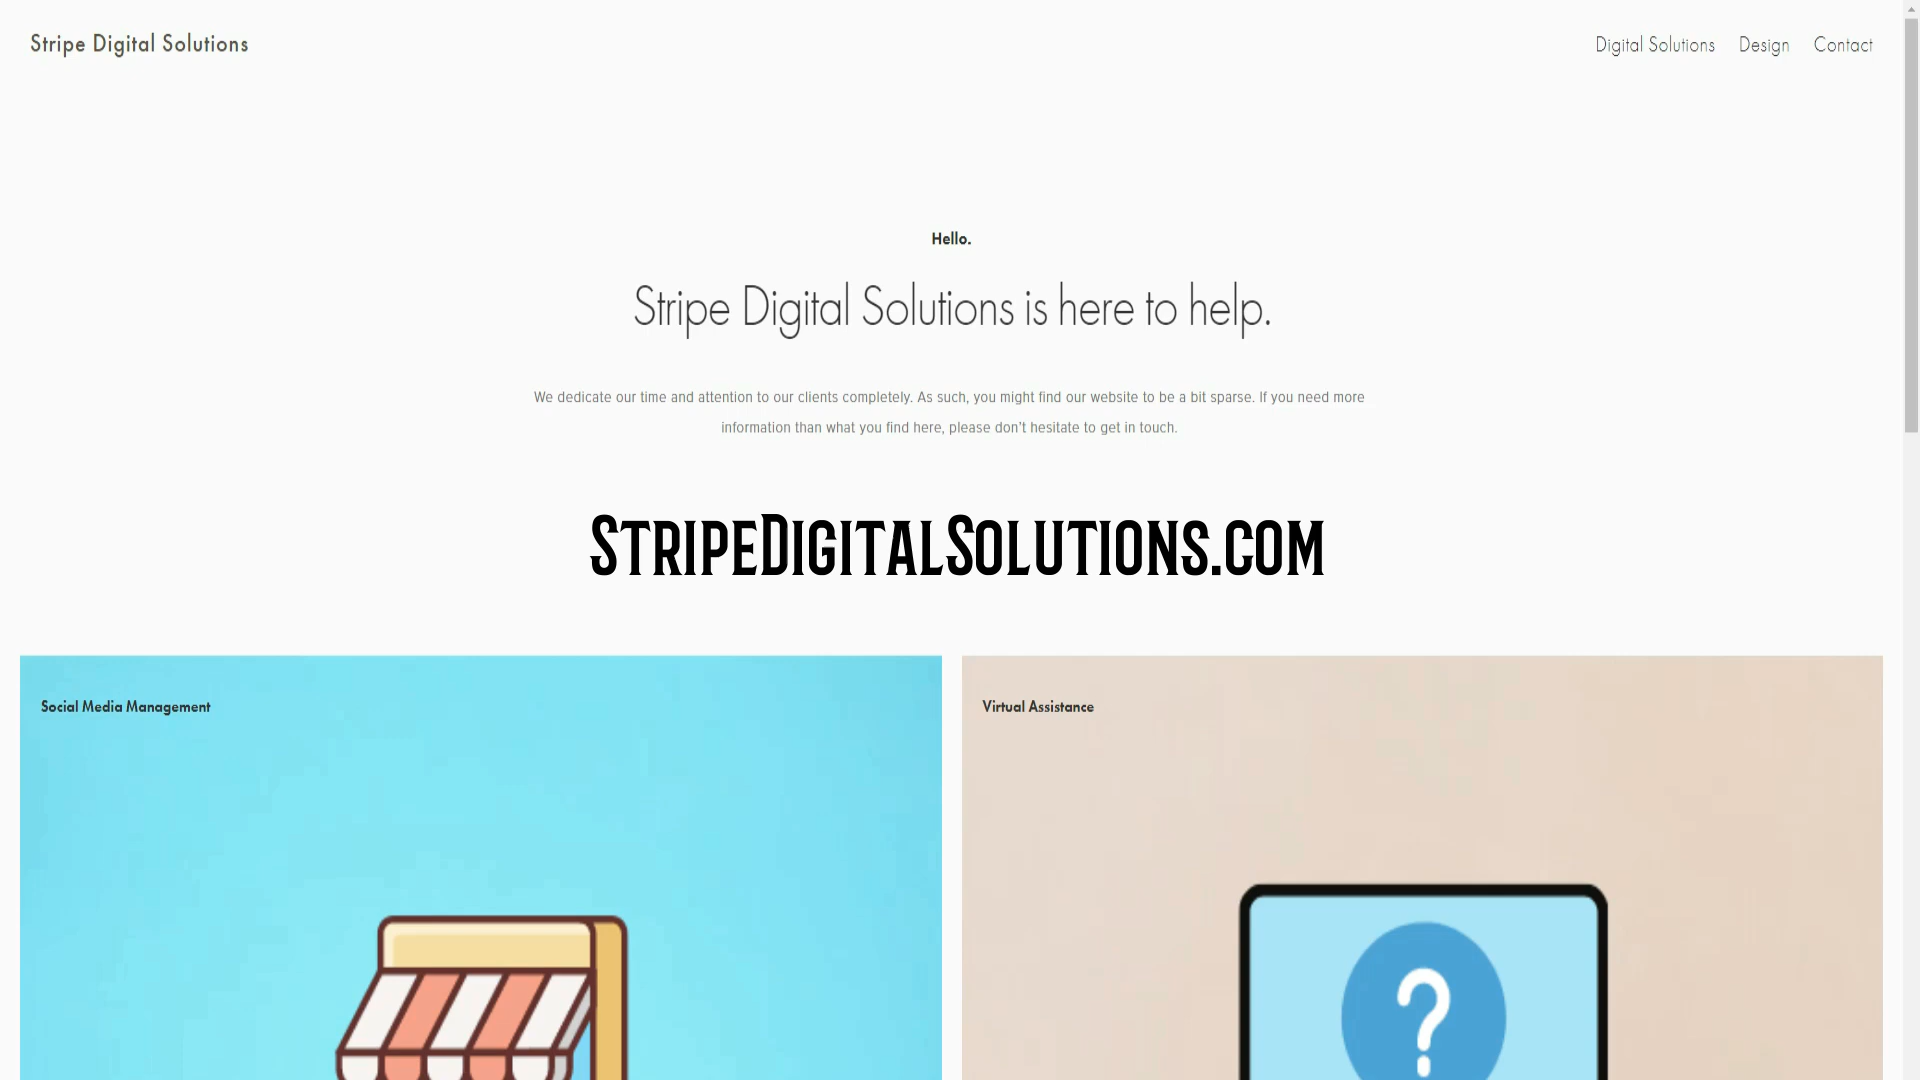 Stripe Digital Solutions
Digital Solutions Design Contact
Hello.
Stripe Digital Solutions is here to help.
We dedicate our time and attention to our clients completely. As such, you might find our website to be a bit sparse. If you need more
information than what you find here, please don't hesitate to get in touch.
StripeDigitalSolutions.com
Social Media Management
Virtual Assistance
?